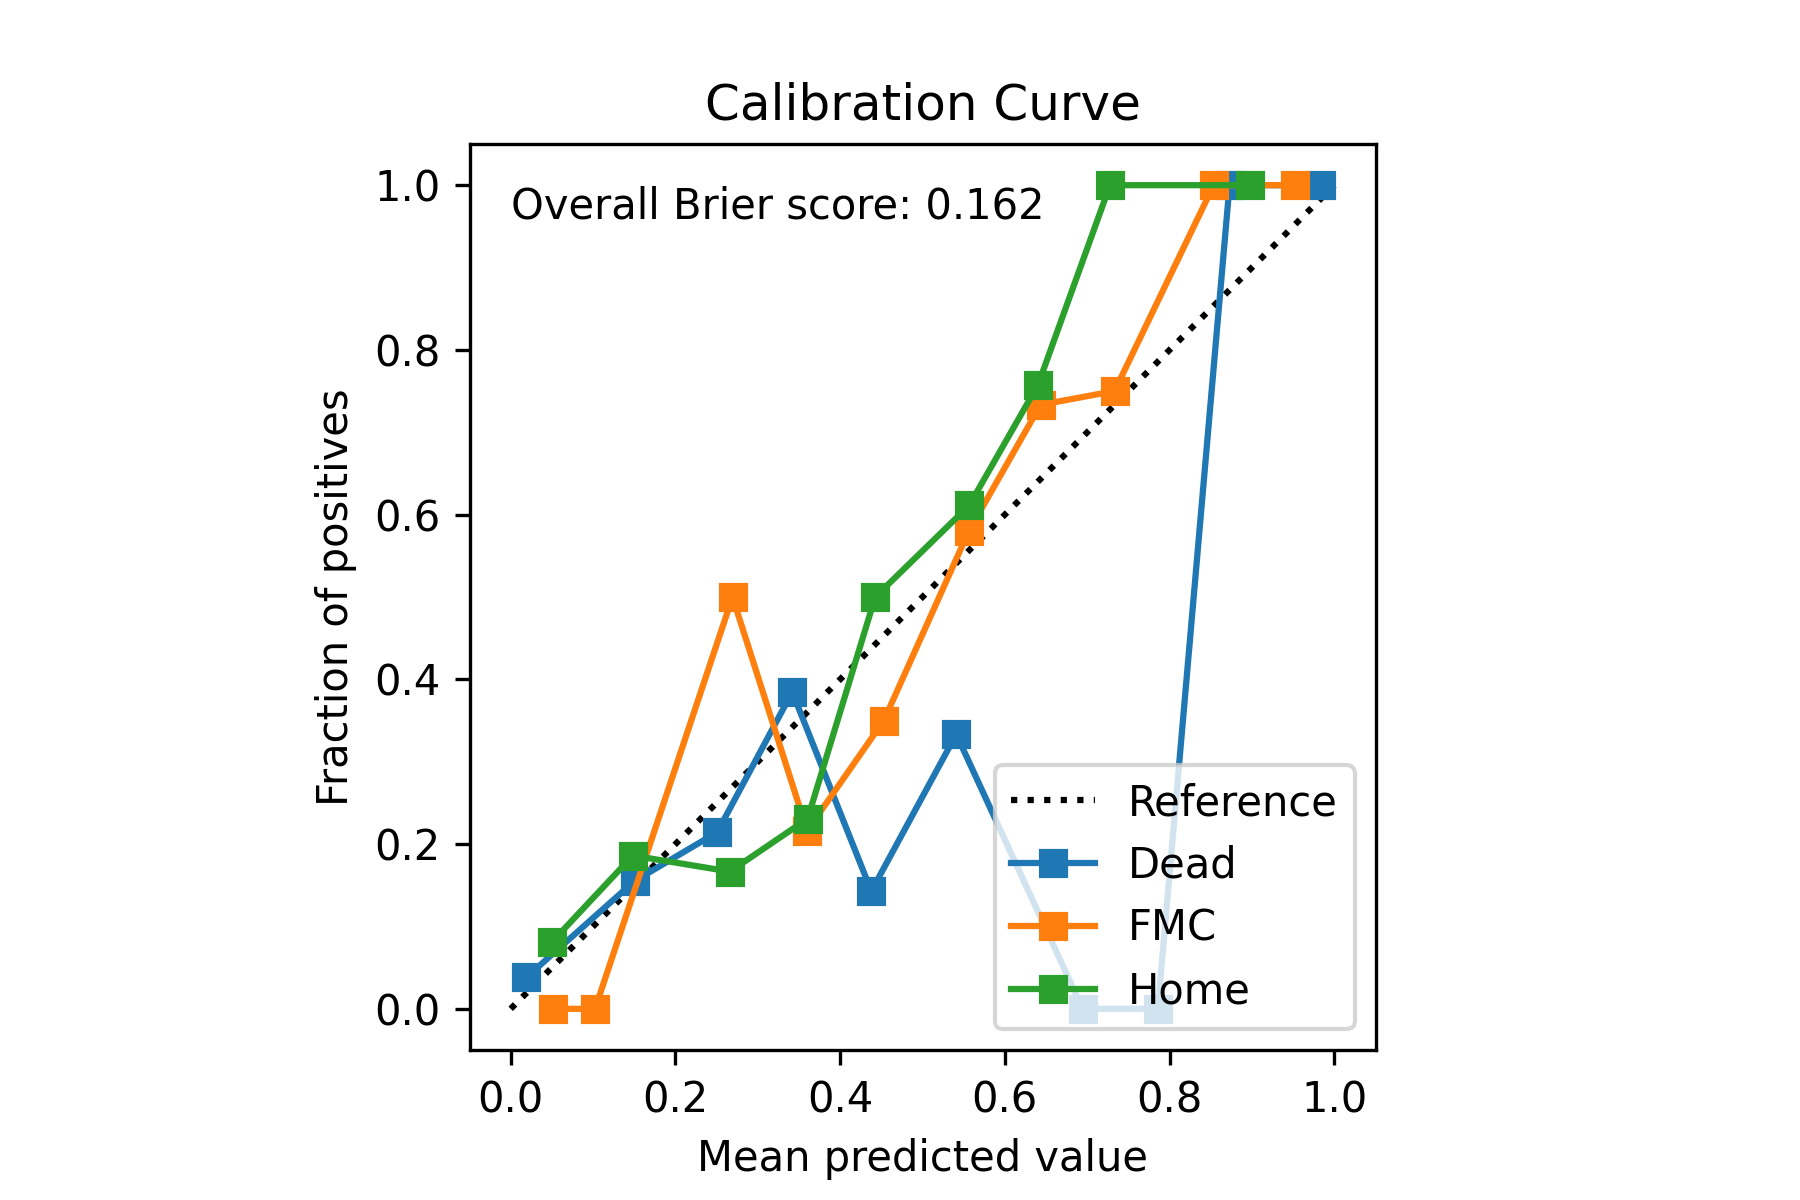 Calibration Curve
Overall Brier score: 0.162
1.0
0.8
0.6
0.4
0.2
0.0
Fraction of positives
Reference
Dead
FMC
Home
0.0 0.2 0.4 0.6 0.8 1.0
Mean predicted value